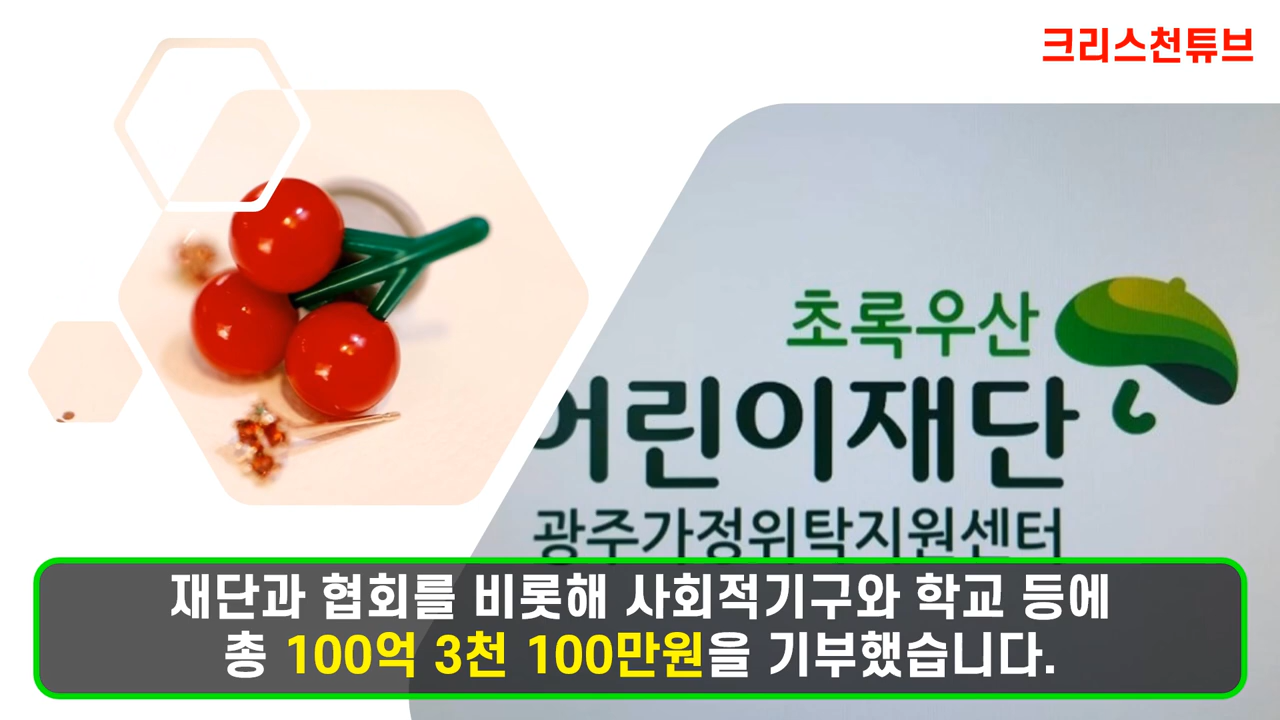 크리스천튜브
초록우산
어린이재단
광주가정위탁지원센터
재단과 협회를 비롯해 사회적기구와 학교 등에
총 100억 3천 100만원을 기부했습니다.